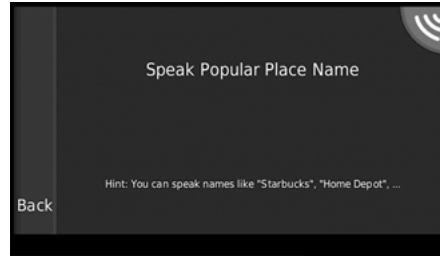 Speak Popular Place Name
Hint: You can speak names like "Starbucks", "Home Depot", ...
Back